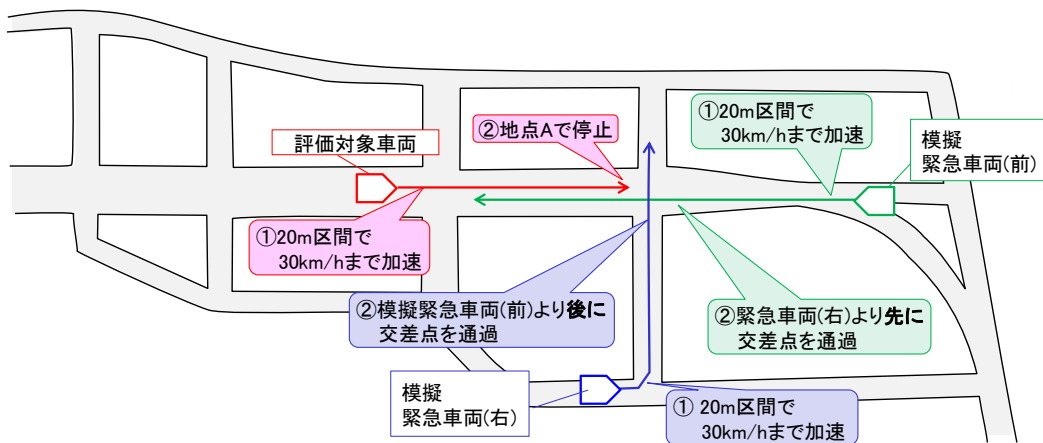 ①20m区間で
30km/hまで加速
模擬
緊急車両(前)
②地点Aで停止
評価対象車両
①20m区間で
30km/hまで加速
②模擬緊急車両(前)より後に
交差点を通過
②緊急車両(右)より先に
交差点を通過
模擬
緊急車両(右)
① 20m区間で
30km/hまで加速